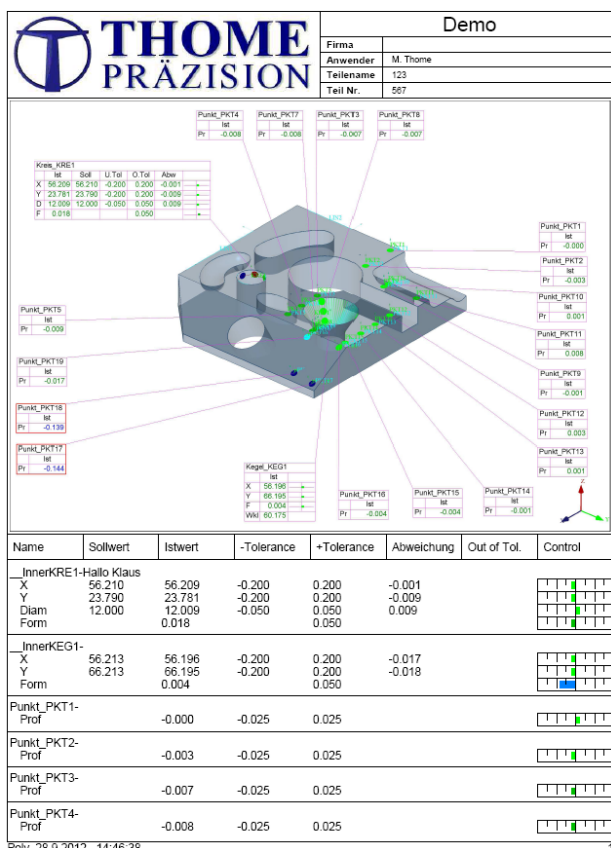 THOME
PRÄZISION
Demo
Firma
Anwender M. Thome
Teilename 123
Teil Nr. 567
Punkt_PKT4
Ist
Pr -0.008
Punkt_PKT7
Ist
Pr -0.008
Punkt_PKT3
Ist
Pr -0.007
Punkt_PKT8
Ist
Pr -0.007
Kreis_KRE1
Ist Soll U.Tol O.Tol Abw
X 56.209 56.210 -0.200 0.200 -0.001
Y 23.781 23.790 -0.200 0.200 -0.009
D 12.009 12.000 -0.050 0.050 0.009
F 0.018 0.050
Punkt_PKT1
Ist
Pr -0.000
Punkt_PKT2
Ist
Pr -0.003
Punkt_PKT10
Ist
Pr 0.001
Punkt_PKT11
Ist
Pr 0.008
Punkt_PKT9
Ist
Pr -0.001
Punkt_PKT12
Ist
Pr 0.003
Punkt_PKT13
Ist
Pr 0.001
Punkt_PKT5
Ist
Pr -0.009
Punkt_PKT19
Ist
Pr -0.017
Punkt_PKT18
Ist
Pr -0.139
Punkt_PKT17
Ist
Pr -0.144
Kegel_KEG1
Ist
X 56.196
Y 66.195
F 0.004
Wkl 60.175
Punkt_PKT16
Ist
Pr -0.004
Punkt_PKT15
Ist
Pr -0.004
Punkt_PKT14
Ist
Pr -0.001
Z
Name Sollwert Istwert -Tolerance +Tolerance Abweichung Out of Tol. Control
__InnerKRE1-Hallo Klaus
X 56.210 56.209 -0.200 0.200 -0.001
Y 23.790 23.781 -0.200 0.200 -0.009
Diam 12.000 12.009 -0.050 0.050 0.009
Form 0.018 0.050
__InnerKEG1-
X 56.213 56.196 -0.200 0.200 -0.017
Y 66.213 66.195 -0.200 0.200 -0.018
Form 0.004 0.050
Punkt_PKT1-
Prof -0.000 -0.025 0.025
Punkt_PKT2-
Prof -0.003 -0.025 0.025
Punkt_PKT3-
Prof -0.007 -0.025 0.025
Punkt_PKT4-
Prof -0.008 -0.025 0.025
Poly 28.9.2012 14:46:38